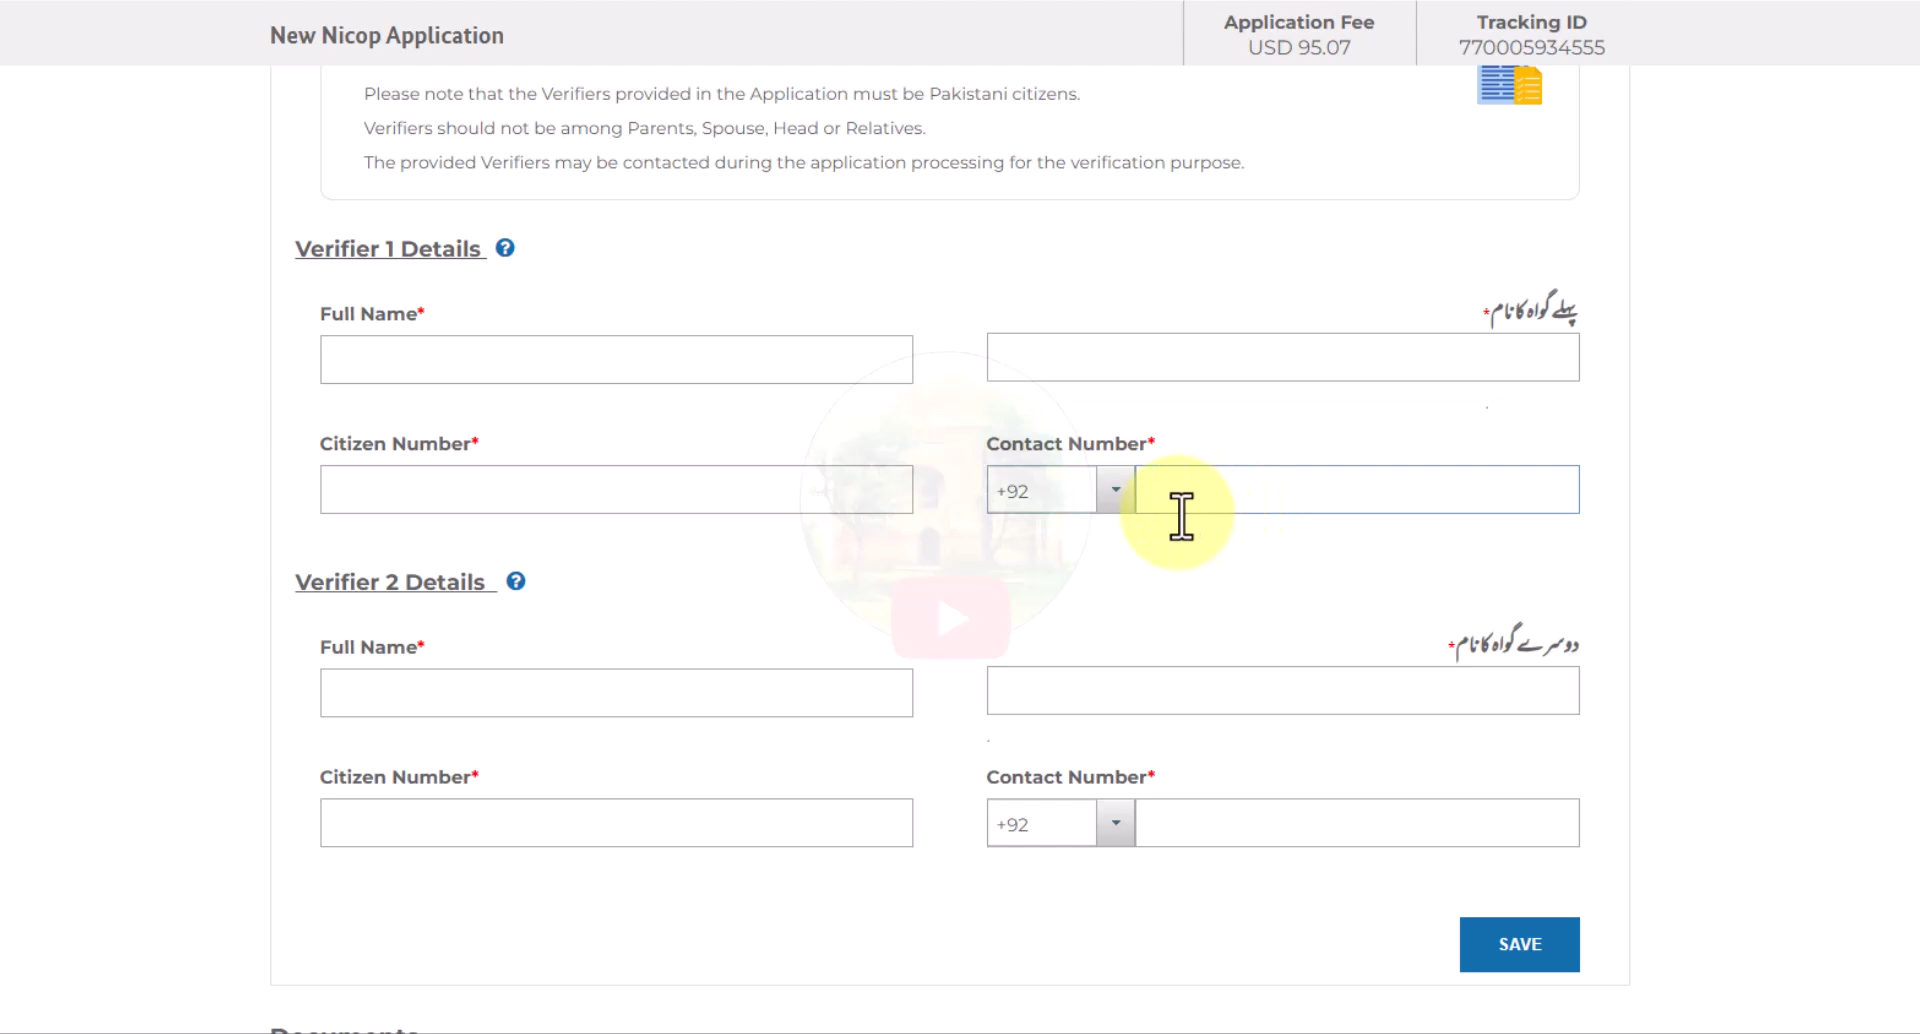 New Nicop Application
Application Fee
USD 95.07
Tracking ID
770005934555
Please note that the Verifiers provided in the Application must be Pakistani citizens.
Verifiers should not be among Parents, Spouse, Head or Relatives.
The provided Verifiers may be contacted during the application processing for the verification purpose.
Verifier 1 Details ?
Full Name*
پہلے گواہ کا نام*
Citizen Number*
Contact Number*
+92
Verifier 2 Details ?
Full Name*
دوسرے گواہ کا نام*
Citizen Number*
Contact Number*
+92
SAVE
Documents